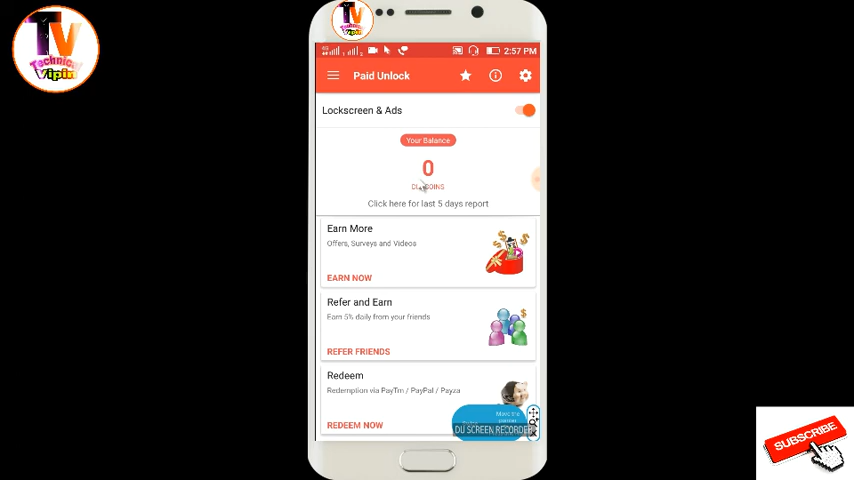 TV
Technical
Vipin
2:57 PM
Paid Unlock
Lockscreen & Ads
Your Balance
0
Click here for last 5 days report
Earn More
Offers, Surveys and Videos
EARN NOW
Refer and Earn
Earn 5% daily from your friends
REFER FRIENDS
Redeem
Redemption via PayTm / PayPal / Payza
REDEEM NOW
Move the
DU SCREEN RECORDER
SUBSCRIBE